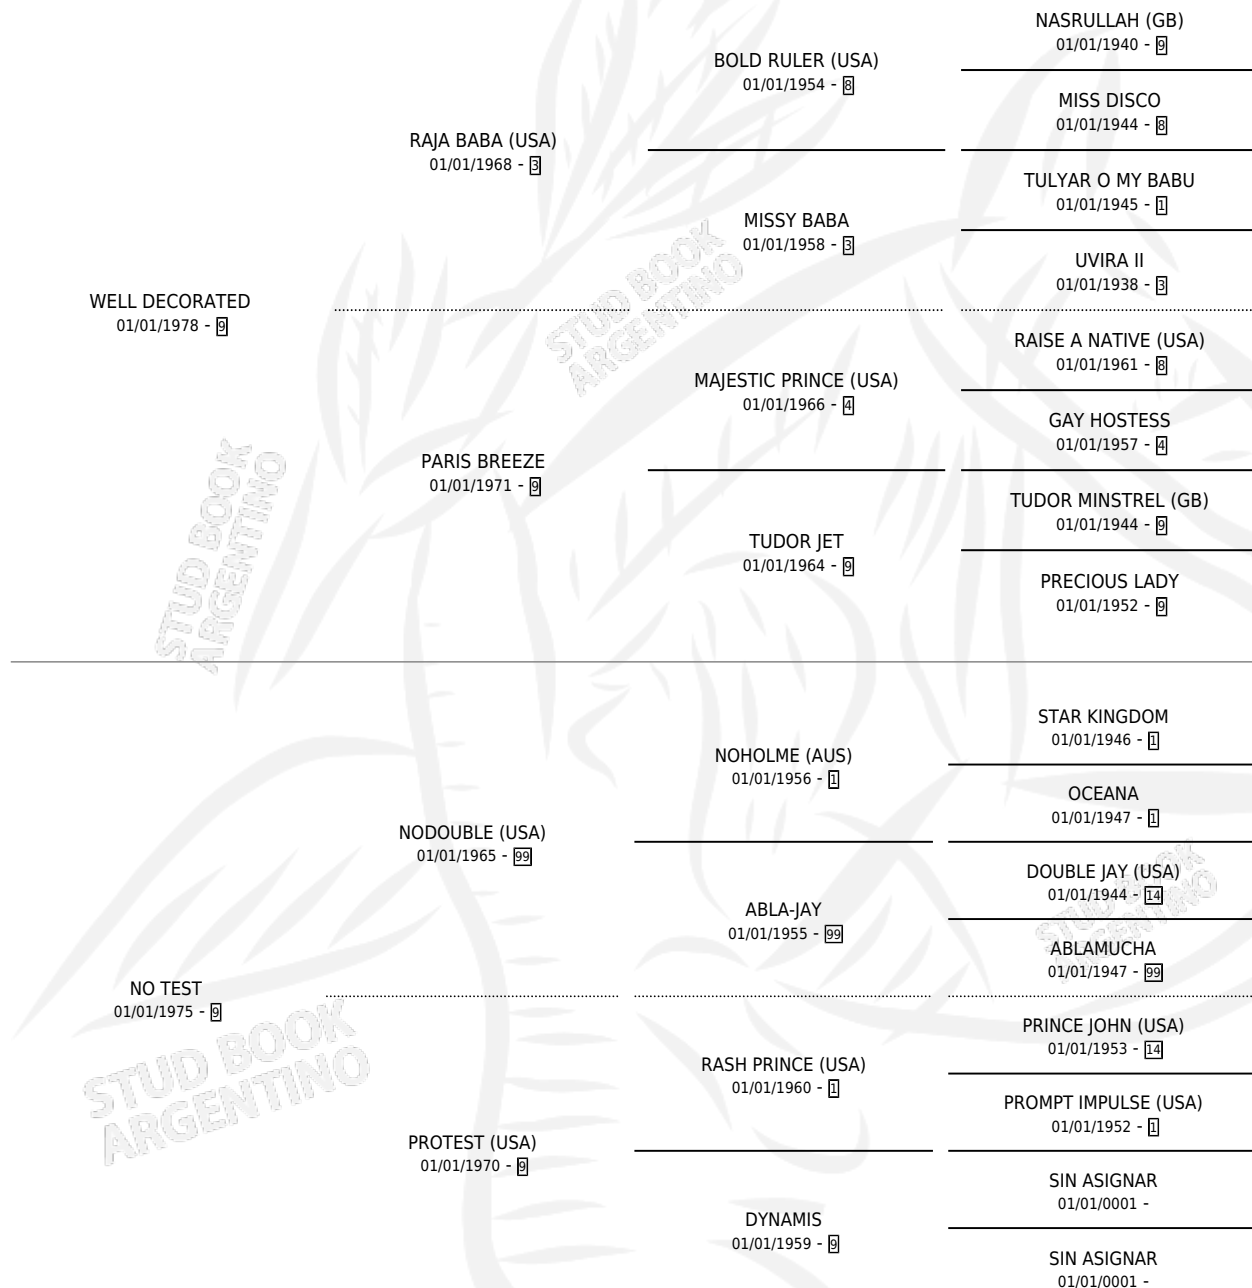 NASRULLAH (GB)
01/01/1940 - 9
BOLD RULER (USA)
01/01/1954 - 8
MISS DISCO
01/01/1944 - 8
RAJA BABA (USA)
01/01/1968 - 3
TULYAR O MY BABU
01/01/1945 - 1
MISSY BABA
01/01/1958 - 3
UVIRA II
01/01/1938 - 3
WELL DECORATED
01/01/1978 - 9
RAISE A NATIVE (USA)
01/01/1961 - 8
MAJESTIC PRINCE (USA)
01/01/1966 - 4
GAY HOSTESS
01/01/1957 - 4
PARIS BREEZE
01/01/1971 - 9
TUDOR MINSTREL (GB)
01/01/1944 - 9
TUDOR JET
01/01/1964 - 9
PRECIOUS LADY
01/01/1952 - 9
STAR KINGDOM
01/01/1946 - 1
NOHOLME (AUS)
01/01/1956 - 1
OCEANA
01/01/1947 - 1
NODOUBLE (USA)
01/01/1965 - 99
DOUBLE JAY (USA)
01/01/1944 - 14
ABLA-JAY
01/01/1955 - 99
ABLAMUCHA
01/01/1947 - 99
NO TEST
01/01/1975 - 9
PRINCE JOHN (USA)
01/01/1953 - 14
RASH PRINCE (USA)
01/01/1960 - 1
PROMPT IMPULSE (USA)
01/01/1952 - 1
PROTEST (USA)
01/01/1970 - 9
SIN ASIGNAR
01/01/0001 -
DYNAMIS
01/01/1959 - 9
SIN ASIGNAR
01/01/0001 -
STUD BOOK
ARGENTINO
STUD BOOK
ARGENTINO
STUD BOOK
ARGENTINO
STUD BOOK
ARGENTINO